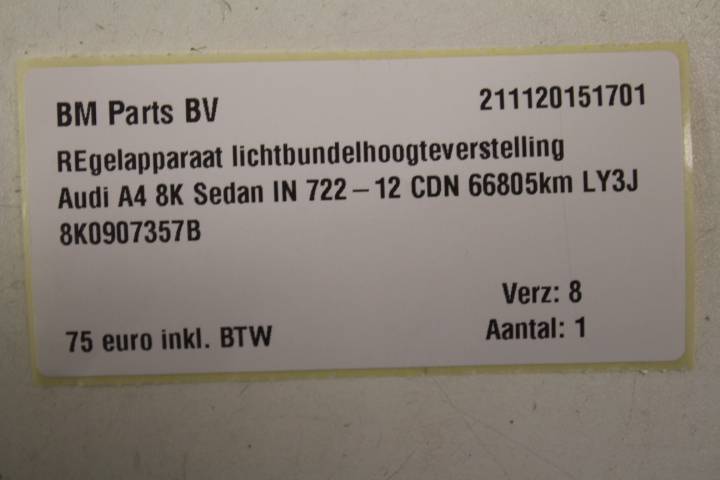 BM Parts BV 211120151701
REgelapparaat lichtbundelhoogteverstelling
Audi A4 8K Sedan IN 722 – 12 CDN 66805km LY3J
8K0907357B
Verz: 8
75 euro inkl. BTW Aantal: 1